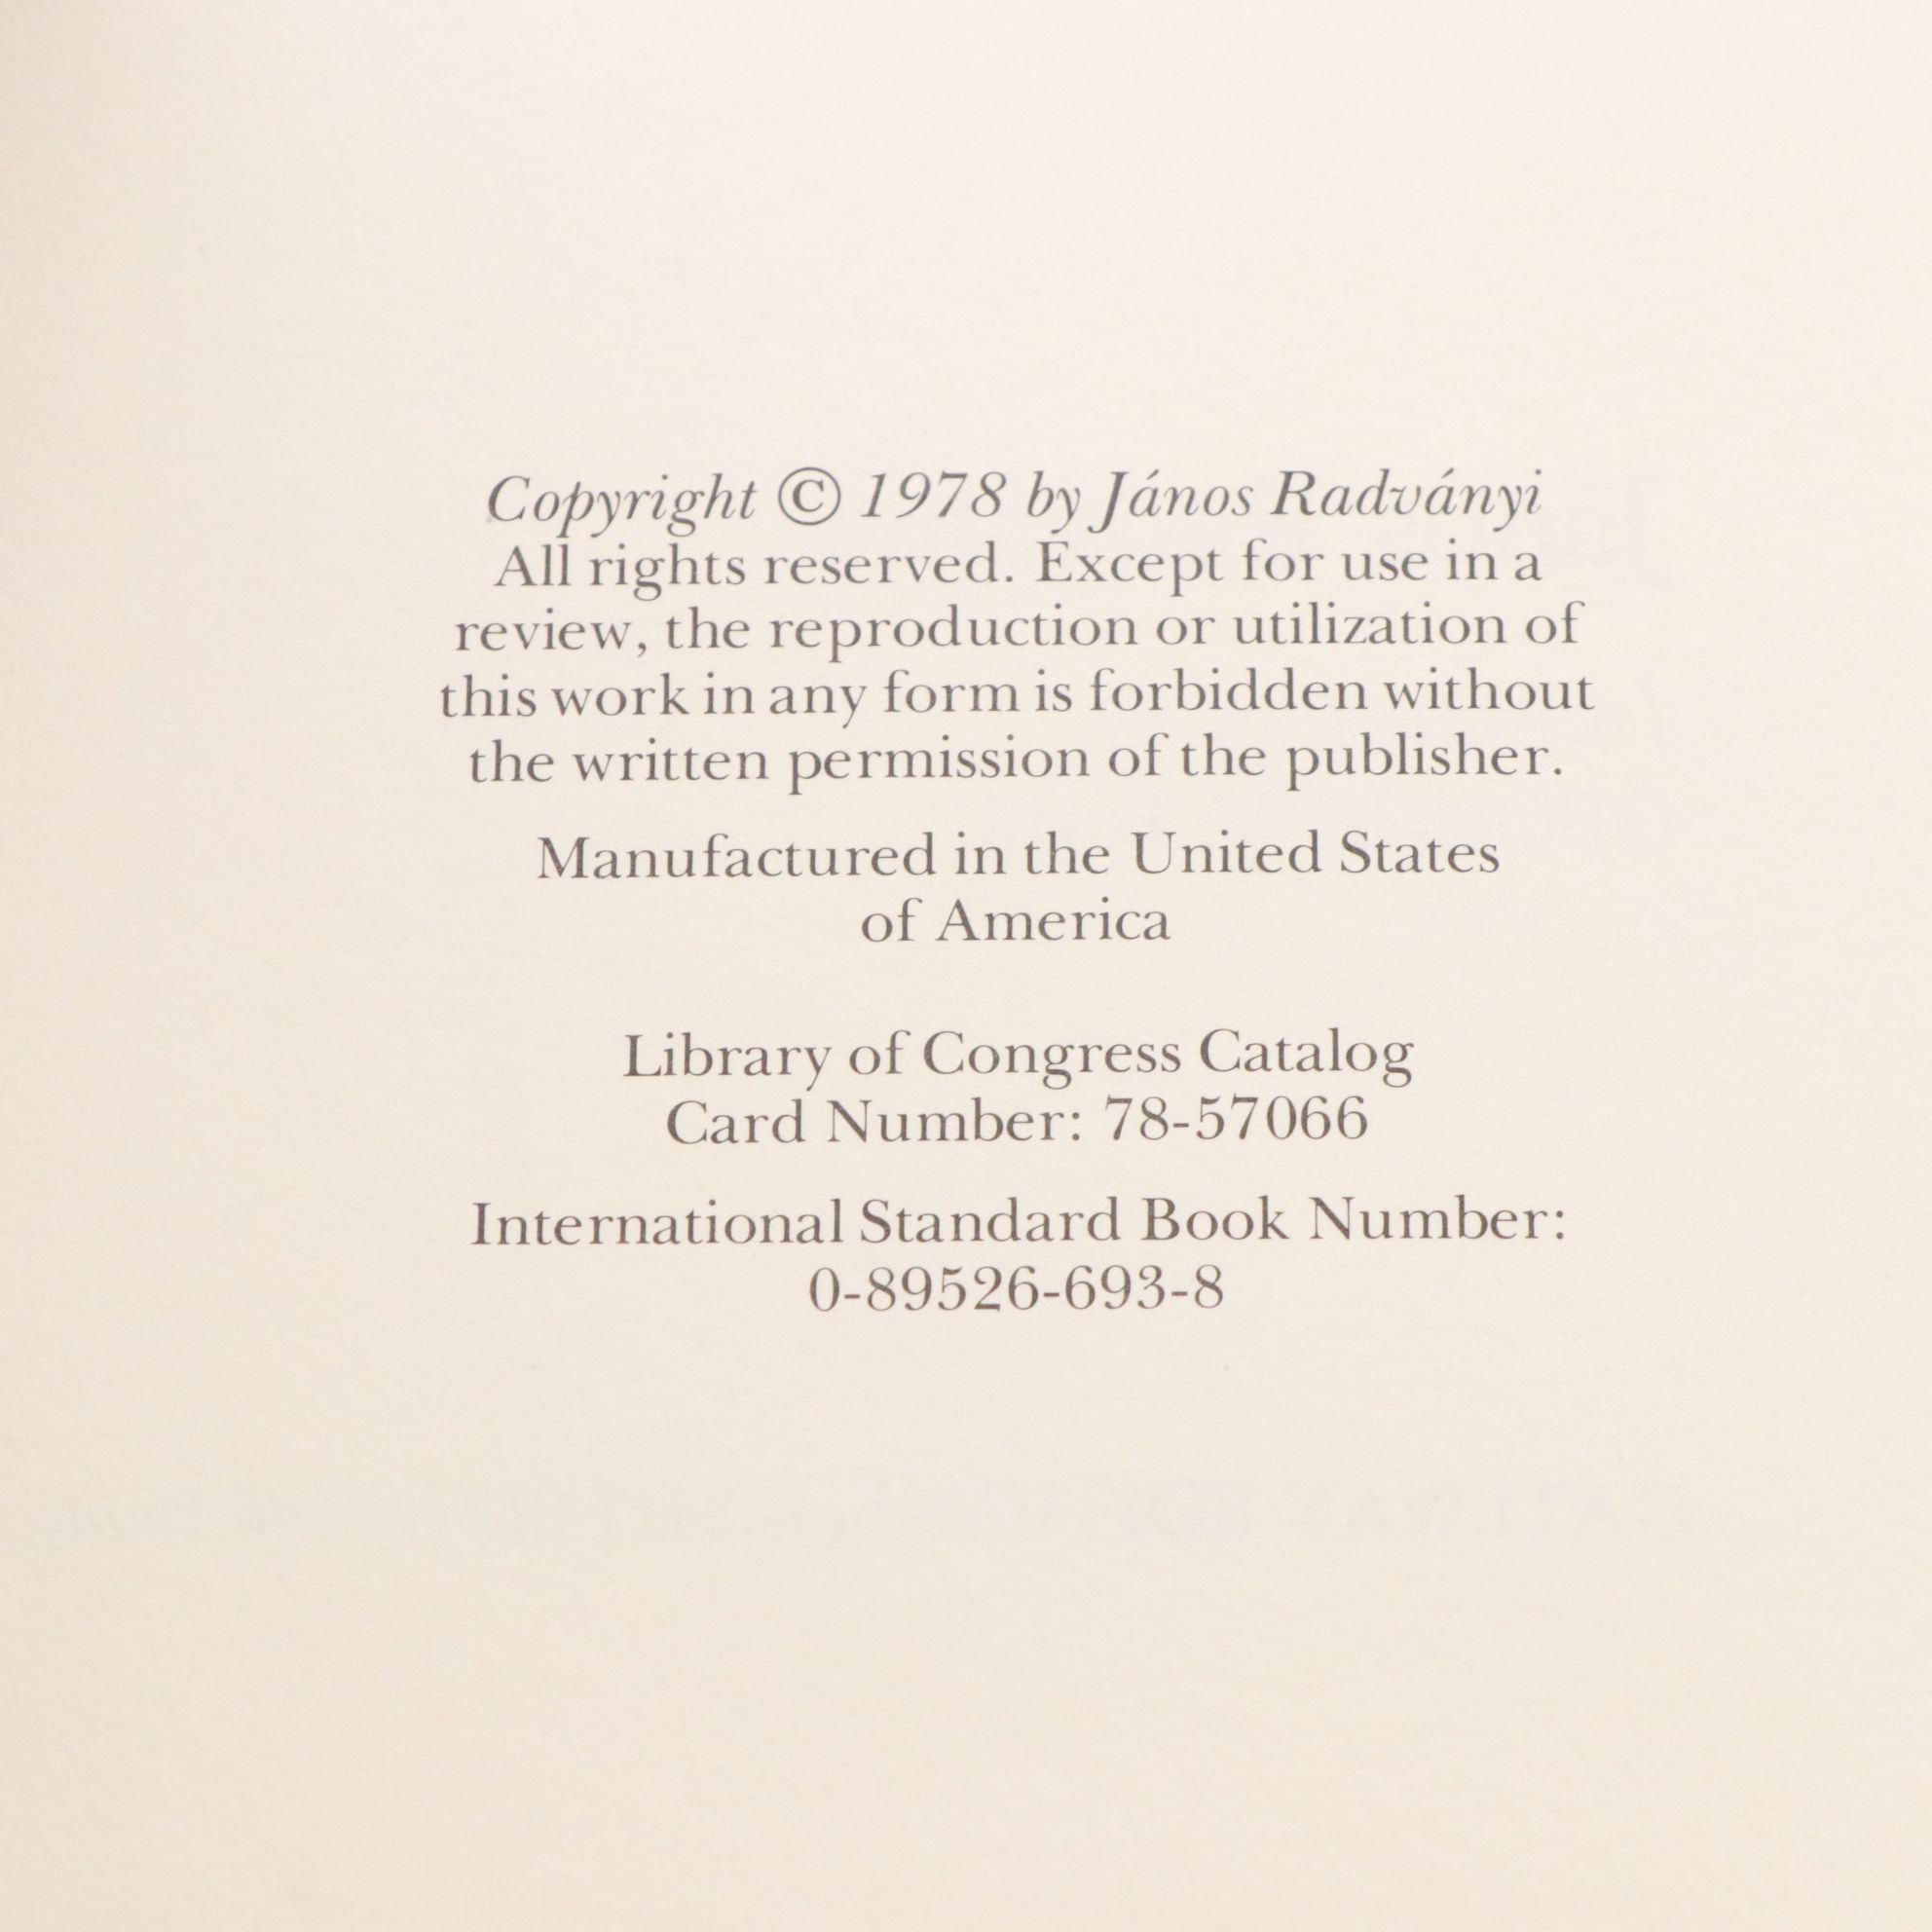 Copyright © 1978 by János Radványi
All rights reserved. Except for use in a
review, the reproduction or utilization of
this work in any form is forbidden without
the written permission of the publisher.
Manufactured in the United States
of America
Library of Congress Catalog
Card Number: 78-57066
International Standard Book Number:
0-89526-693-8